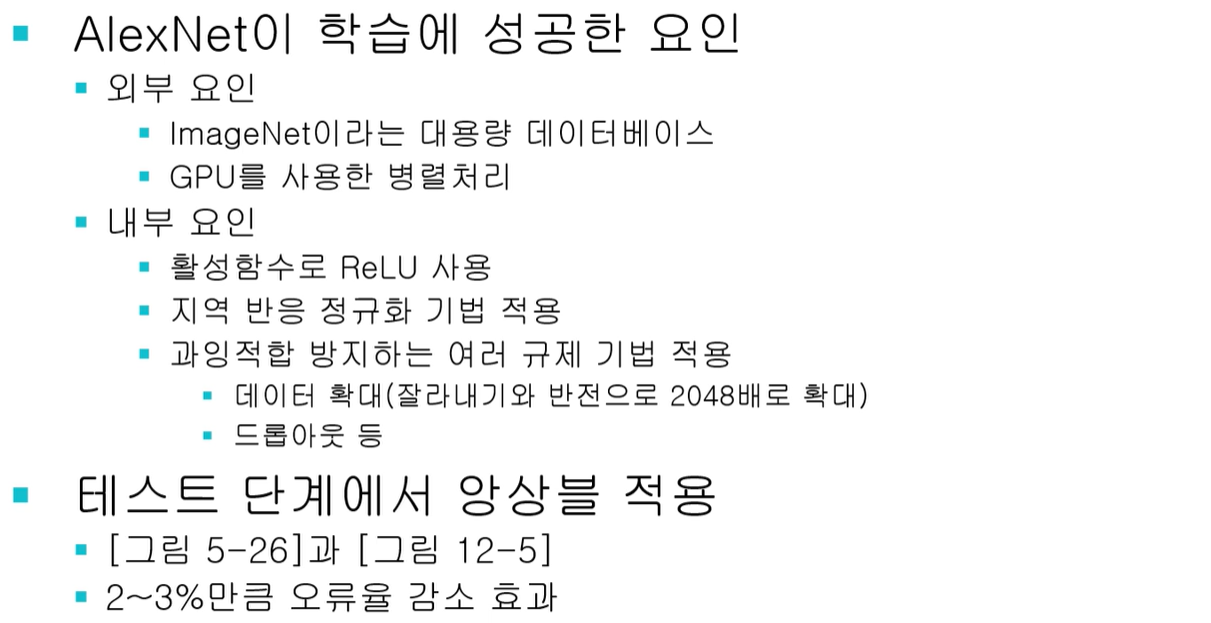 AlexNet이 학습에 성공한 요인
외부 요인
ImageNet이라는 대용량 데이터베이스
GPU를 사용한 병렬처리
내부 요인
활성함수로 ReLU 사용
지역 반응 정규화 기법 적용
과잉적합 방지하는 여러 규제 기법 적용
데이터 확대(잘라내기와 반전으로 2048배로 확대)
드롭아웃 등
테스트 단계에서 앙상블 적용
[그림 5-26]과 [그림 12-5]
2~3%만큼 오류율 감소 효과